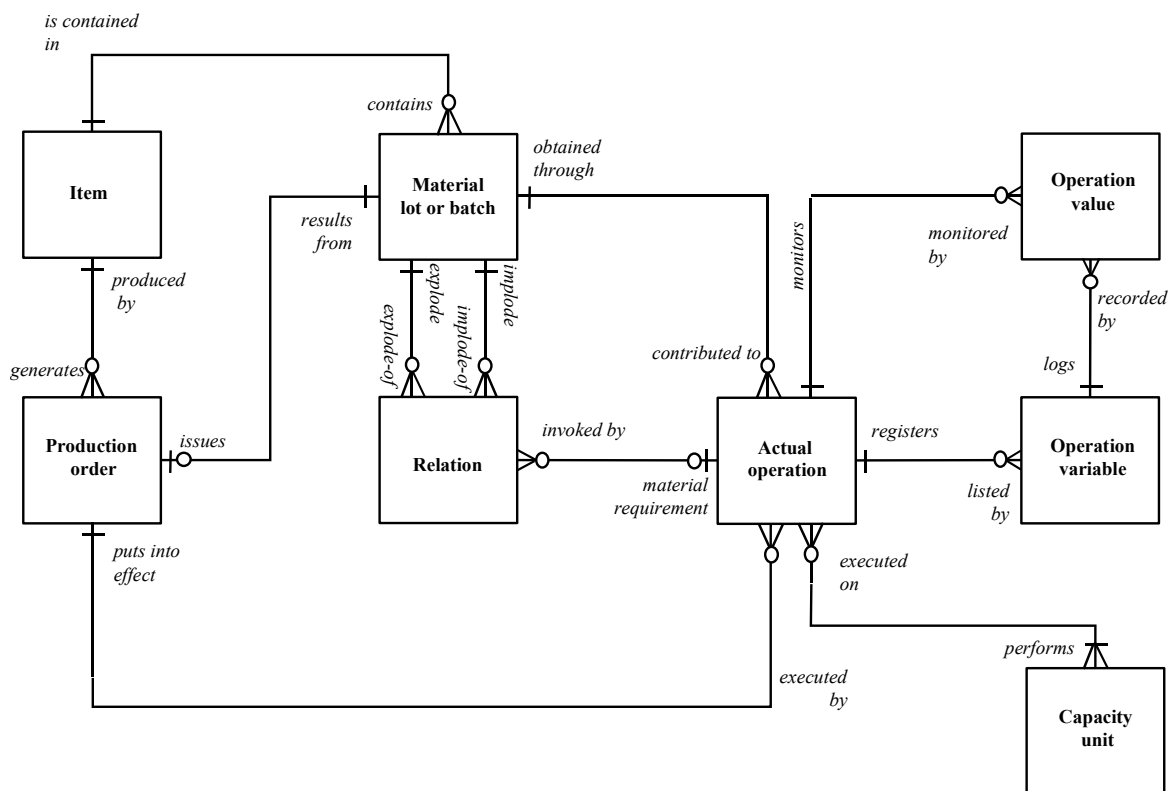 is contained
in
contains
Item
Material
lot or batch
obtained
through
Operation
value
results
from
monitors
monitored
by
produced
by
explode
implode
explode-of
implode-of
recorded
by
generates
contributed to
logs
Production
order
issues
Relation
invoked by
material
requirement
Actual
operation
registers
listed
by
Operation
variable
puts into
effect
executed
on
executed
by
performs
Capacity
unit